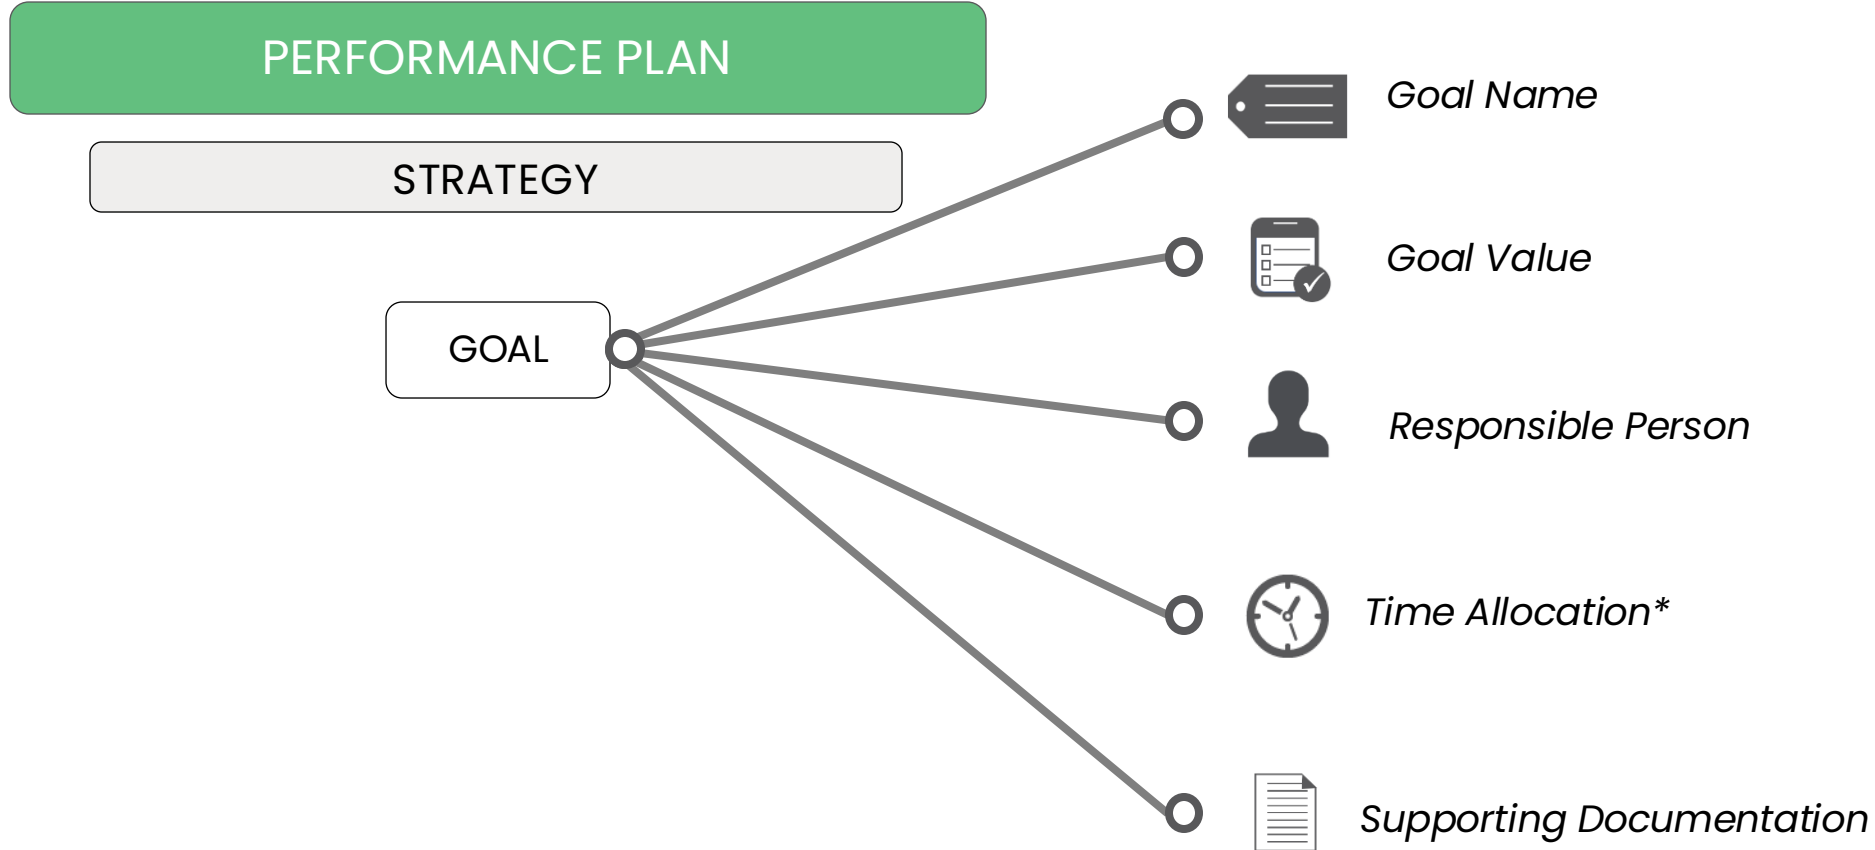 PERFORMANCE PLAN
STRATEGY
GOAL
Goal Name
Goal Value
Responsible Person
Time Allocation*
Supporting Documentation